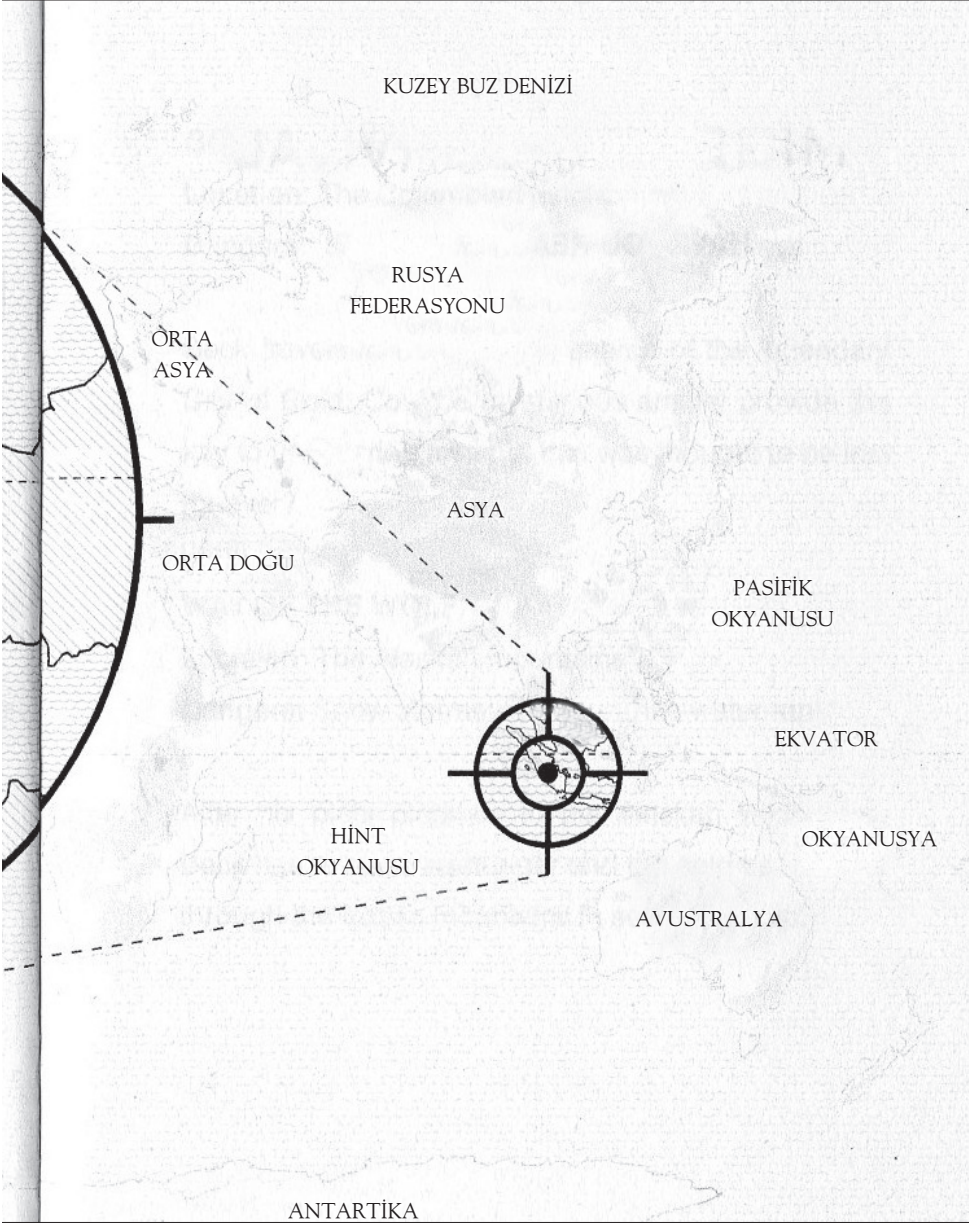 KUZEY BUZ DENİZİ
RUSYA
FEDERASYONU
ORTA
ASYA
ASYA
ORTA DOĞU
PASİFİK
OKYANUSU
EKVATOR
HİNT
OKYANUSU
OKYANUSYA
AVUSTRALYA
ANTARTİKA